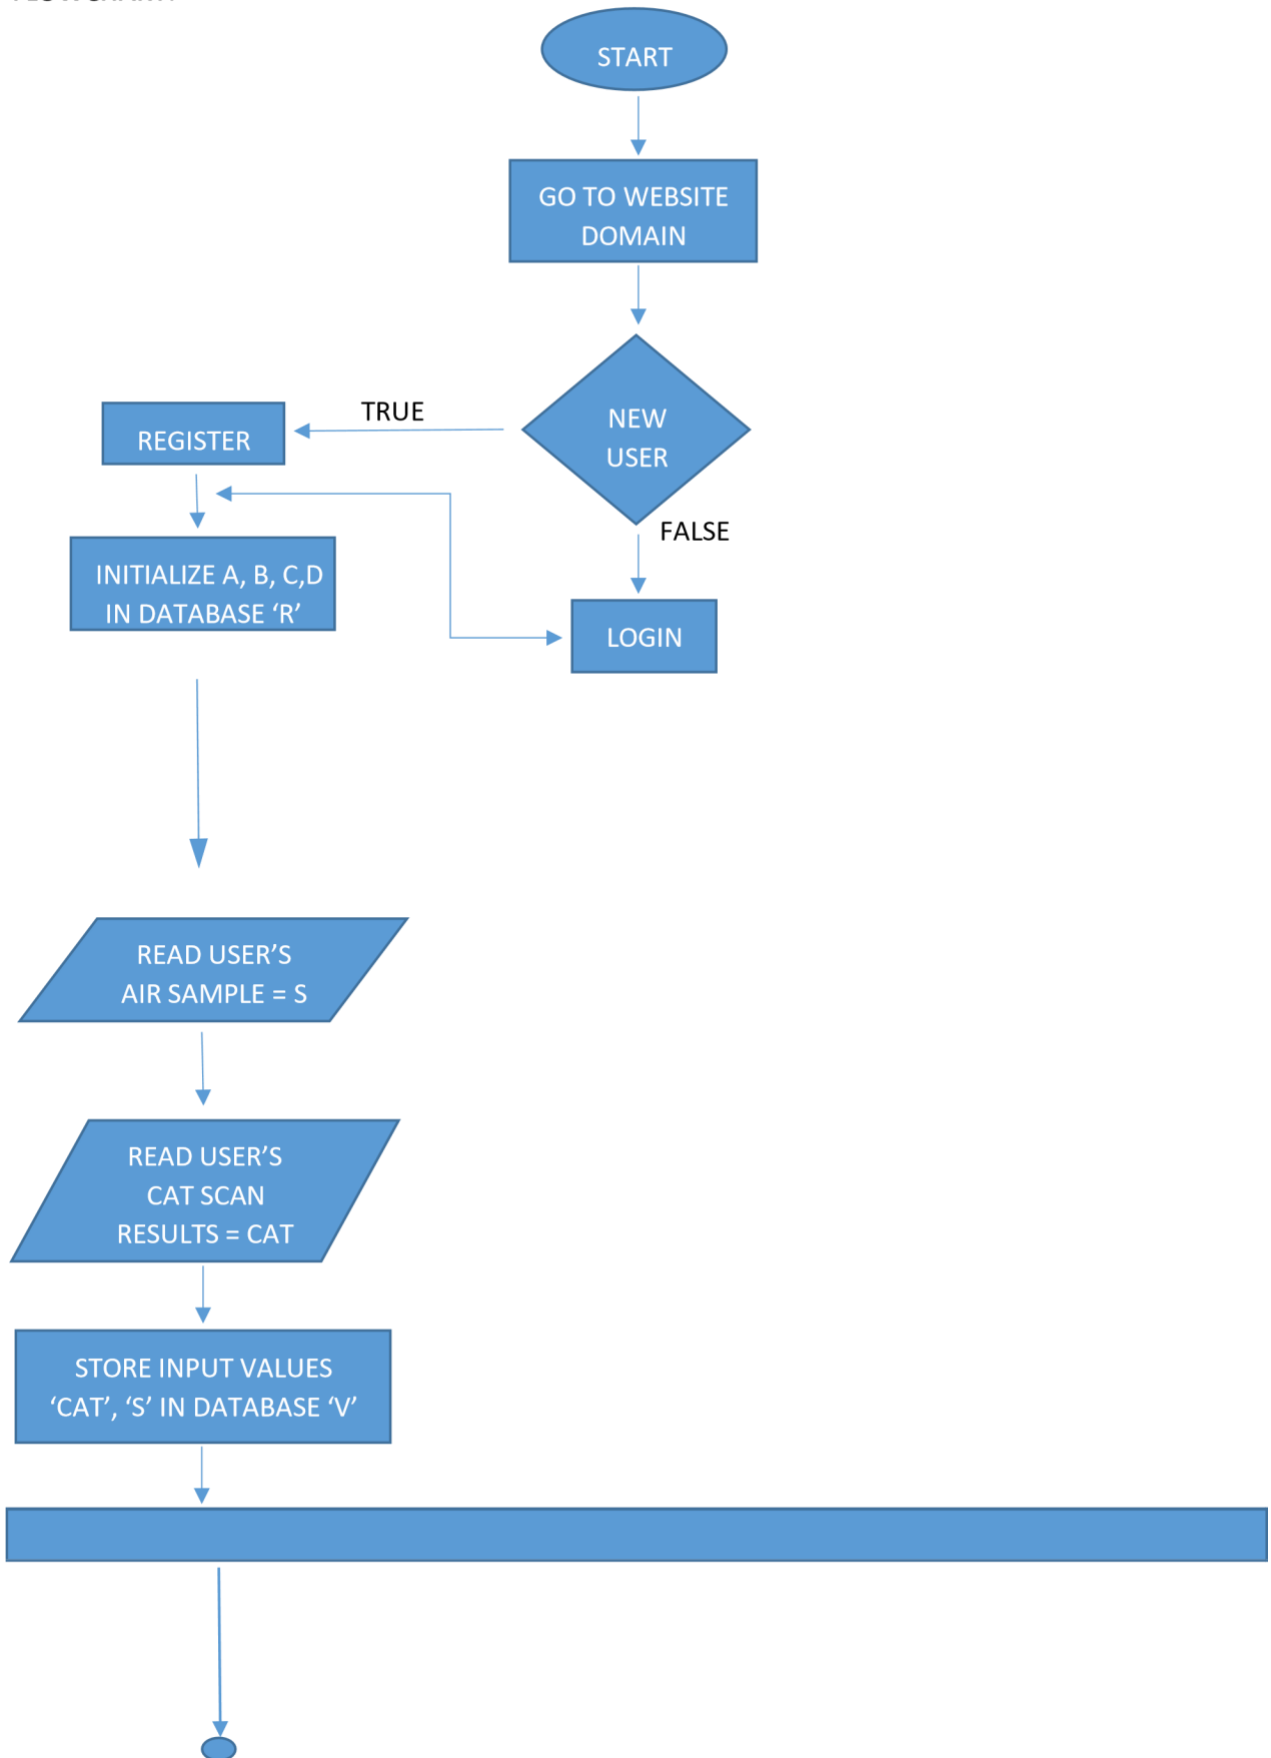 START
GO TO WEBSITE
DOMAIN
NEW
USER
TRUE
REGISTER
FALSE
INITIALIZE A, B, C,D
IN DATABASE ‘R’
LOGIN
READ USER’S
AIR SAMPLE = S
READ USER’S
CAT SCAN
RESULTS = CAT
STORE INPUT VALUES
‘CAT’, ‘S’ IN DATABASE ‘V’